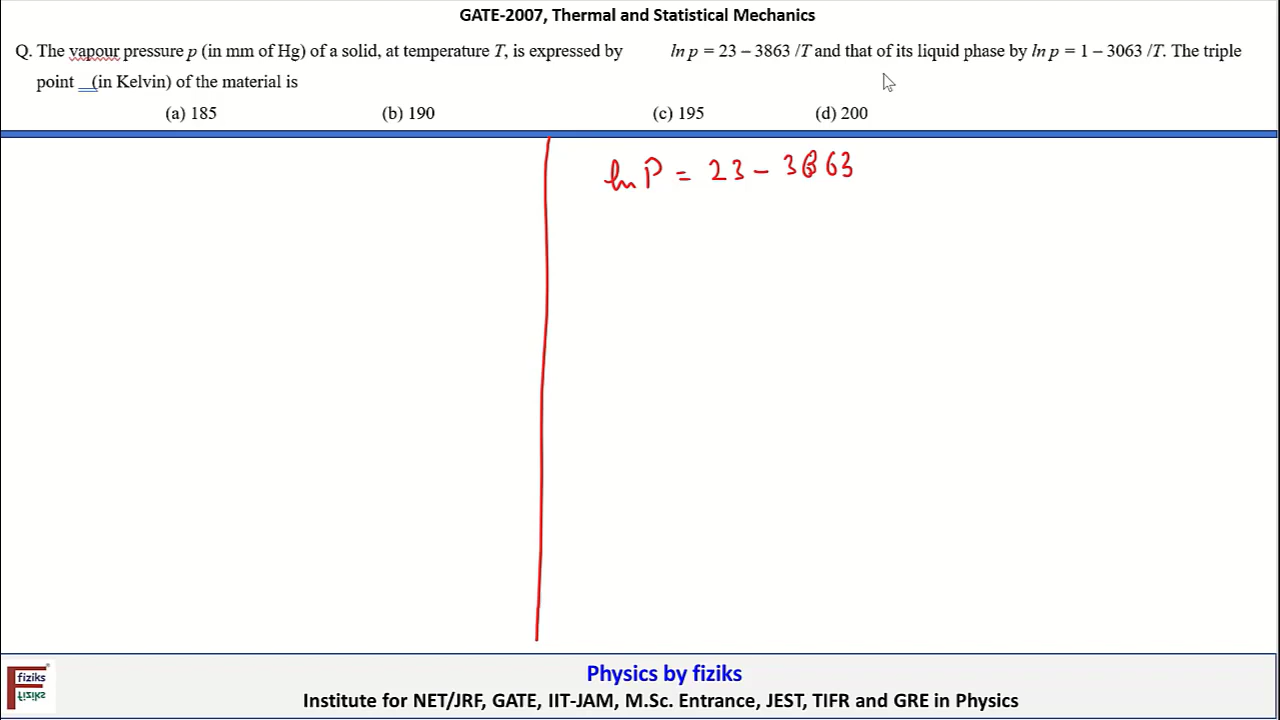 GATE-2007, Thermal and Statistical Mechanics
Q. The vapour pressure p (in mm of Hg) of a solid, at temperature T, is expressed by ln p = 23 – 3863 /T and that of its liquid phase by ln p = 1 – 3063 /T. The triple
point (in Kelvin) of the material is
(a) 185 (b) 190 (c) 195 (d) 200
ln P = 23 – 3863
fiziks
fiziks
Physics by fiziks
Institute for NET/JRF, GATE, IIT-JAM, M.Sc. Entrance, JEST, TIFR and GRE in Physics